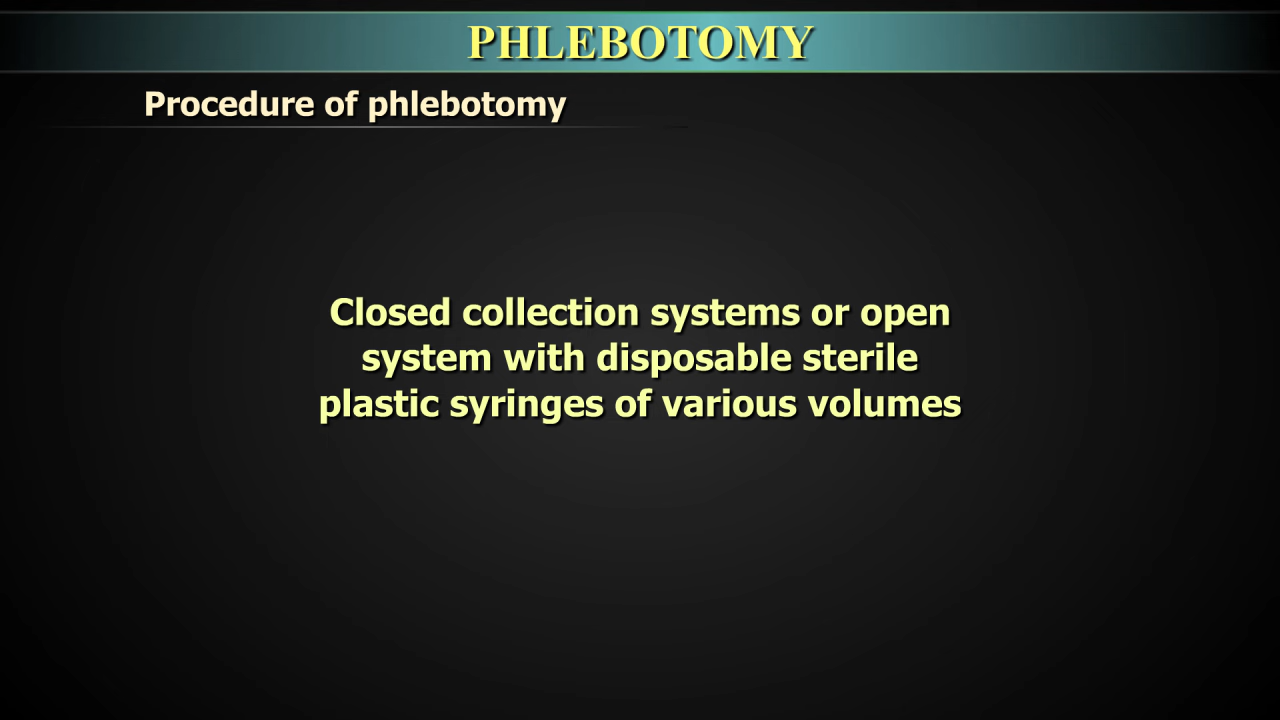 PHLEBOTOMY
Procedure of phlebotomy
Closed collection systems or open
system with disposable sterile
plastic syringes of various volumes